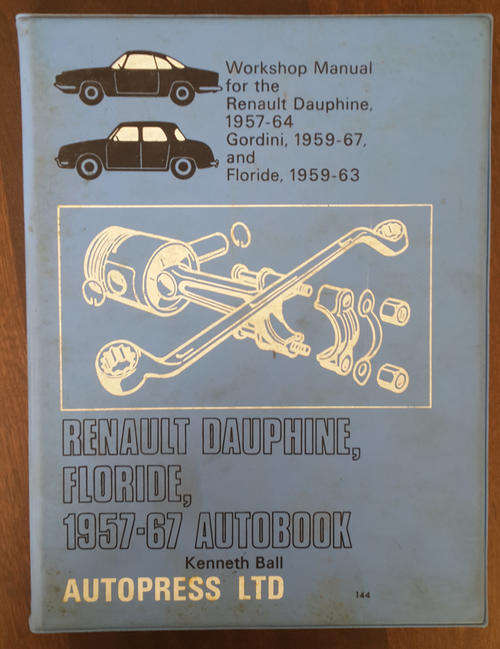 Workshop Manual
for the
Renault Dauphine,
1957-64
Gordini, 1959-67,
and
Floride, 1959-63
RENAULT DAUPHINE,
FLORIDE,
1957-67 AUTOBOOK
Kenneth Ball
AUTOPRESS LTD
144